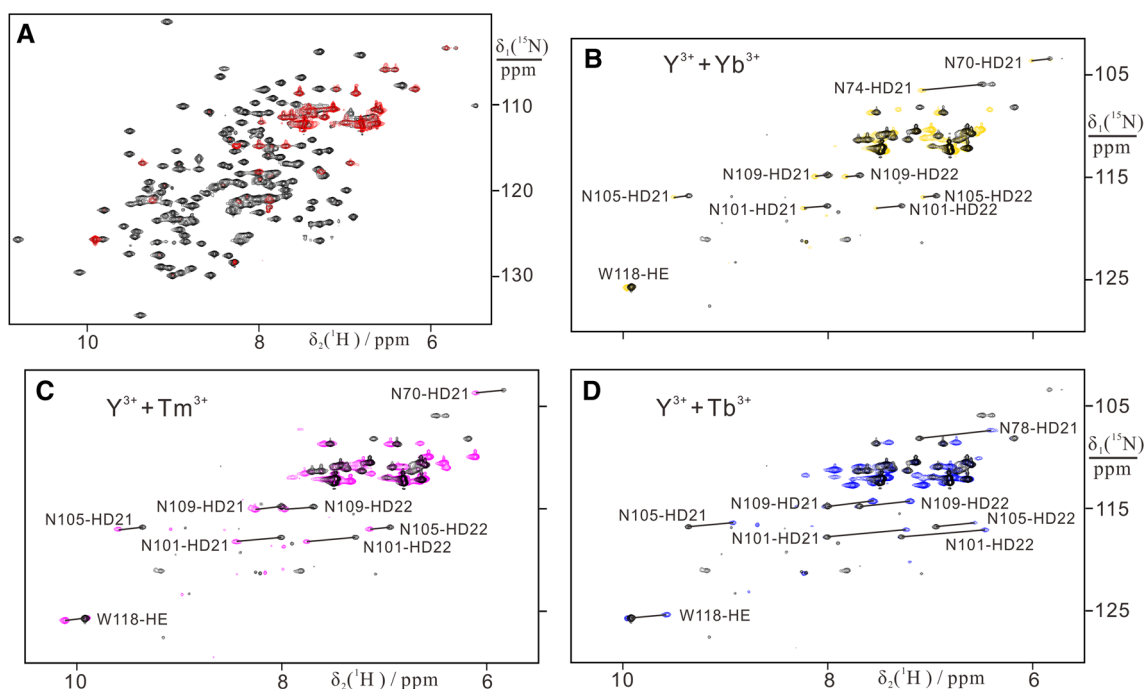 A
δ₁(¹⁵N)
ppm
110
120
130
10
8
δ₂(¹H) / ppm
6
B
Y³⁺ + Yb³⁺
N70-HD21
N74-HD21
105
δ₁(¹⁵N)
ppm
N109-HD21
N109-HD22
115
N105-HD21
N105-HD22
N101-HD21
N101-HD22
W118-HE
125
C
Y³⁺ + Tm³⁺
N70-HD21
N109-HD21
N109-HD22
N105-HD21
N105-HD22
N101-HD21
N101-HD22
W118-HE
10
δ₂(¹H) / ppm
8
6
D
Y³⁺ + Tb³⁺
105
N78-HD21
δ₁(¹⁵N)
ppm
N109-HD21
N109-HD22
115
N105-HD21
N105-HD22
N101-HD21
N101-HD22
W118-HE
125
10
8
δ₂(¹H) / ppm
6